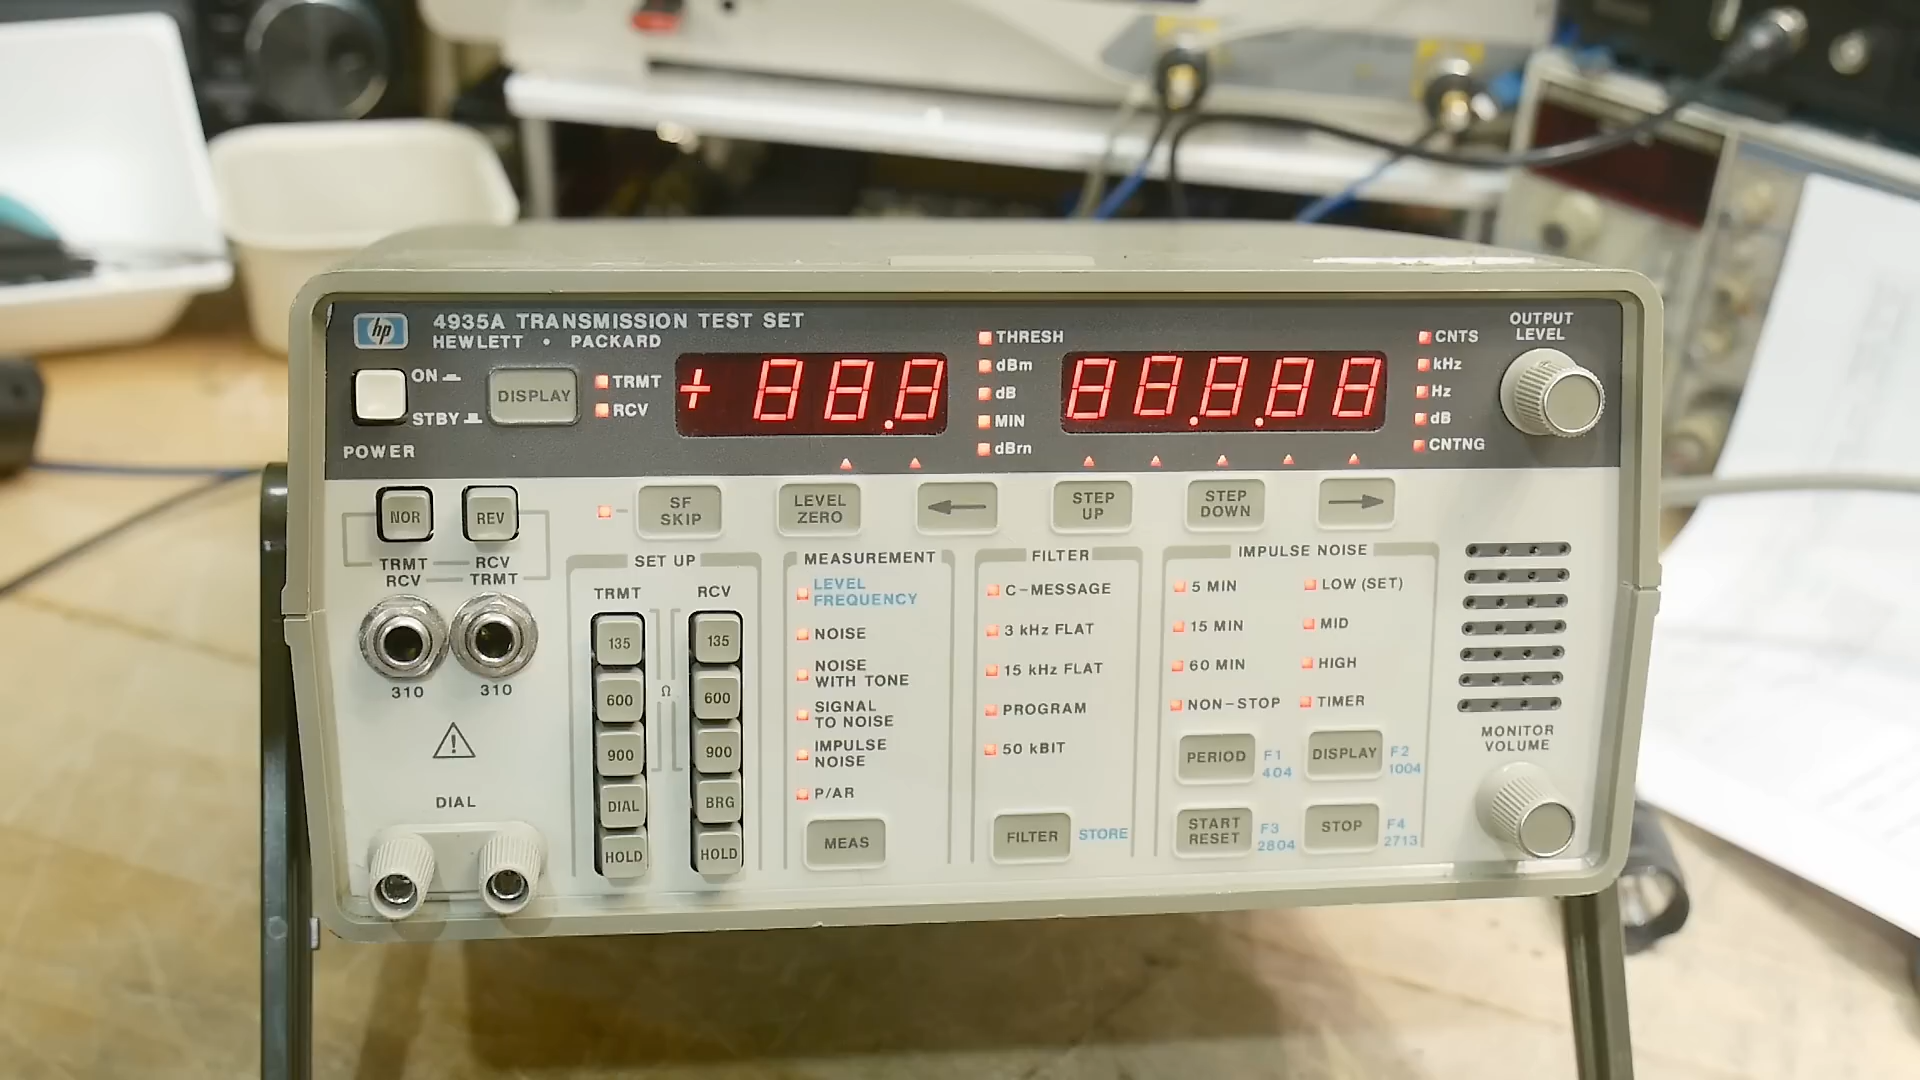 hp
4935A TRANSMISSION TEST SET
HEWLETT • PACKARD
ON
STBY
POWER
DISPLAY
TRMT
RCV
+ 888.
THRESH
dBm
dB
MIN
dBrn
888.8.8
CNTS
kHz
Hz
dB
CNTNG
OUTPUT
LEVEL
NOR
REV
TRMT RCV
RCV TRMT
310 310
DIAL
SF
SKIP
LEVEL
ZERO
←
STEP
UP
STEP
DOWN
→
SET UP
TRMT RCV
135 135
600 Ω 600
900 900
DIAL BRG
HOLD HOLD
MEASUREMENT
LEVEL
FREQUENCY
NOISE
NOISE
WITH TONE
SIGNAL
TO NOISE
IMPULSE
NOISE
P/AR
MEAS
FILTER
C-MESSAGE
3 kHz FLAT
15 kHz FLAT
PROGRAM
50 kBIT
FILTER STORE
IMPULSE NOISE
5 MIN LOW (SET)
15 MIN MID
60 MIN HIGH
NON-STOP TIMER
PERIOD F1
404
DISPLAY F2
1004
START
RESET F3
2804
STOP F4
2713
MONITOR
VOLUME